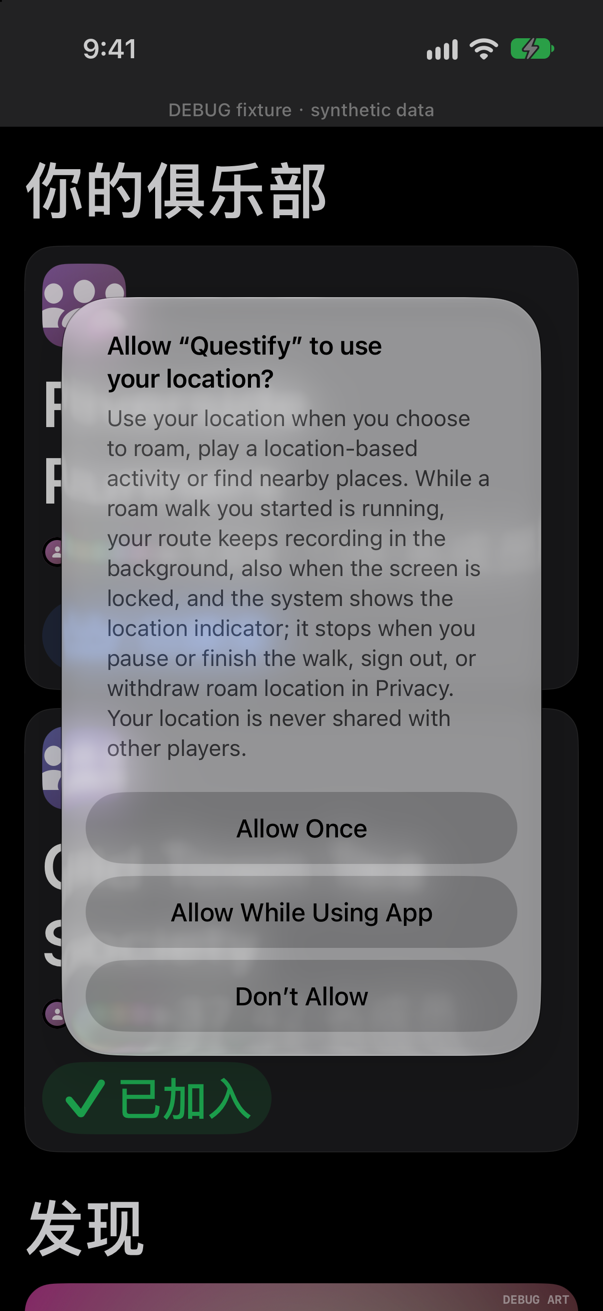 9:41
DEBUG fixture · synthetic data
你的俱乐部
Allow “Questify” to use
your location?
Use your location when you choose
to roam, play a location-based
activity or find nearby places. While a
roam walk you started is running,
your route keeps recording in the
background, also when the screen is
locked, and the system shows the
location indicator; it stops when you
pause or finish the walk, sign out, or
withdraw roam location in Privacy.
Your location is never shared with
other players.
Allow Once
Allow While Using App
Don’t Allow
已加入
发现
DEBUG ART